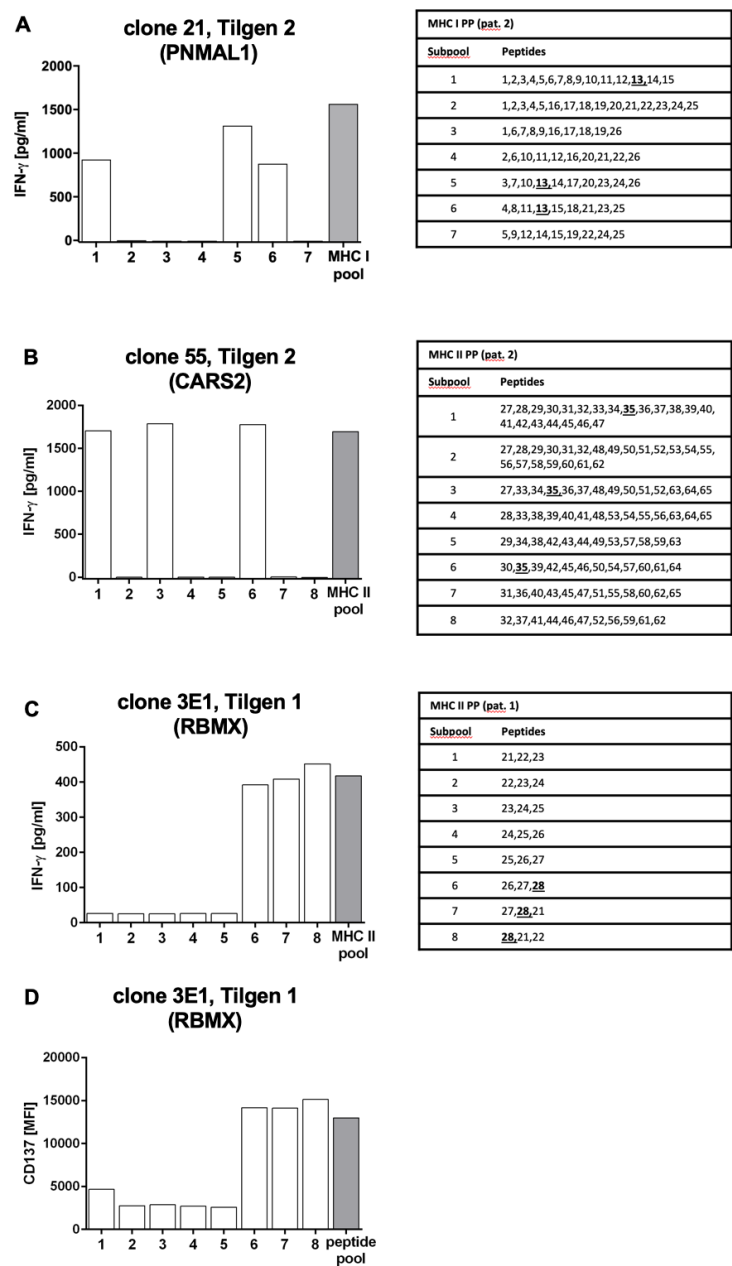 A
clone 21, Tilgen 2
(PNMAL1)
2000
1500
1000
500
0
IFN-γ [pg/ml]
1 2 3 4 5 6 7 MHC I
pool
MHC I PP (pat. 2)
Subpool Peptides
1 1,2,3,4,5,6,7,8,9,10,11,12,13,14,15
2 1,2,3,4,5,16,17,18,19,20,21,22,23,24,25
3 1,6,7,8,9,16,17,18,19,26
4 2,6,10,11,12,16,20,21,22,26
5 3,7,10,13,14,17,20,23,24,26
6 4,8,11,13,15,18,21,23,25
7 5,9,12,14,15,19,22,24,25
B
clone 55, Tilgen 2
(CARS2)
2000
1500
1000
500
0
IFN-γ [pg/ml]
1 2 3 4 5 6 7 8 MHC II
pool
MHC II PP (pat. 2)
Subpool Peptides
1 27,28,29,30,31,32,33,34,35,36,37,38,39,40,
41,42,43,44,45,46,47
2 27,28,29,30,31,32,48,49,50,51,52,53,54,55,
56,57,58,59,60,61,62
3 27,33,34,35,36,37,48,49,50,51,52,63,64,65
4 28,33,38,39,40,41,48,53,54,55,56,63,64,65
5 29,34,38,42,43,44,49,53,57,58,59,63
6 30,35,39,42,45,46,50,54,57,60,61,64
7 31,36,40,43,45,47,51,55,58,60,62,65
8 32,37,41,44,46,47,52,56,59,61,62
C
clone 3E1, Tilgen 1
(RBMX)
500
400
300
200
100
0
IFN-γ [pg/ml]
1 2 3 4 5 6 7 8 MHC II
pool
MHC II PP (pat. 1)
Subpool Peptides
1 21,22,23
2 22,23,24
3 23,24,25
4 24,25,26
5 25,26,27
6 26,27,28
7 27,28,21
8 28,21,22
D
clone 3E1, Tilgen 1
(RBMX)
20000
15000
10000
5000
0
CD137 [MFI]
1 2 3 4 5 6 7 8 peptide
pool